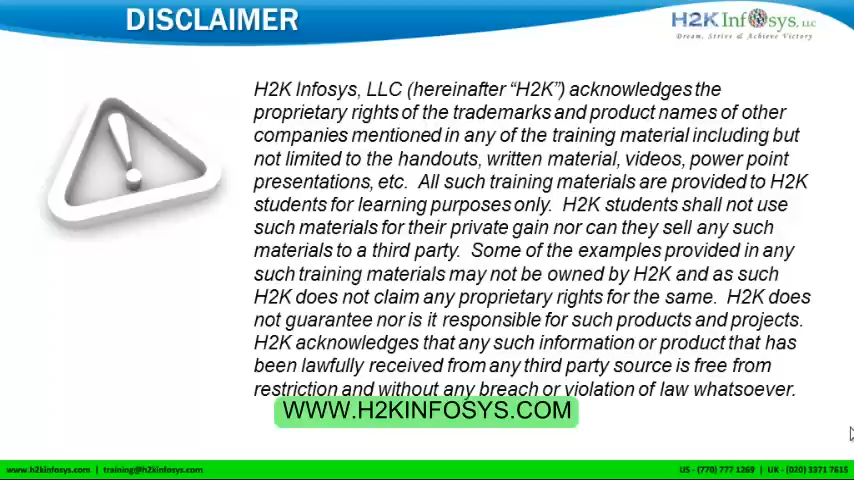 DISCLAIMER
H2K Infosys, LLC
Dream, Strive & Achieve Victory
H2K Infosys, LLC (hereinafter “H2K”) acknowledges the
proprietary rights of the trademarks and product names of other
companies mentioned in any of the training material including but
not limited to the handouts, written material, videos, power point
presentations, etc.  All such training materials are provided to H2K
students for learning purposes only.  H2K students shall not use
such materials for their private gain nor can they sell any such
materials to a third party.  Some of the examples provided in any
such training materials may not be owned by H2K and as such
H2K does not claim any proprietary rights for the same.  H2K does
not guarantee nor is it responsible for such products and projects.
H2K acknowledges that any such information or product that has
been lawfully received from any third party source is free from
restriction and without any breach or violation of law whatsoever.
WWW.H2KINFOSYS.COM
www.h2kinfosys.com | training@h2kinfosys.com
US - (770) 777 1269 | UK - (020) 3371 7615